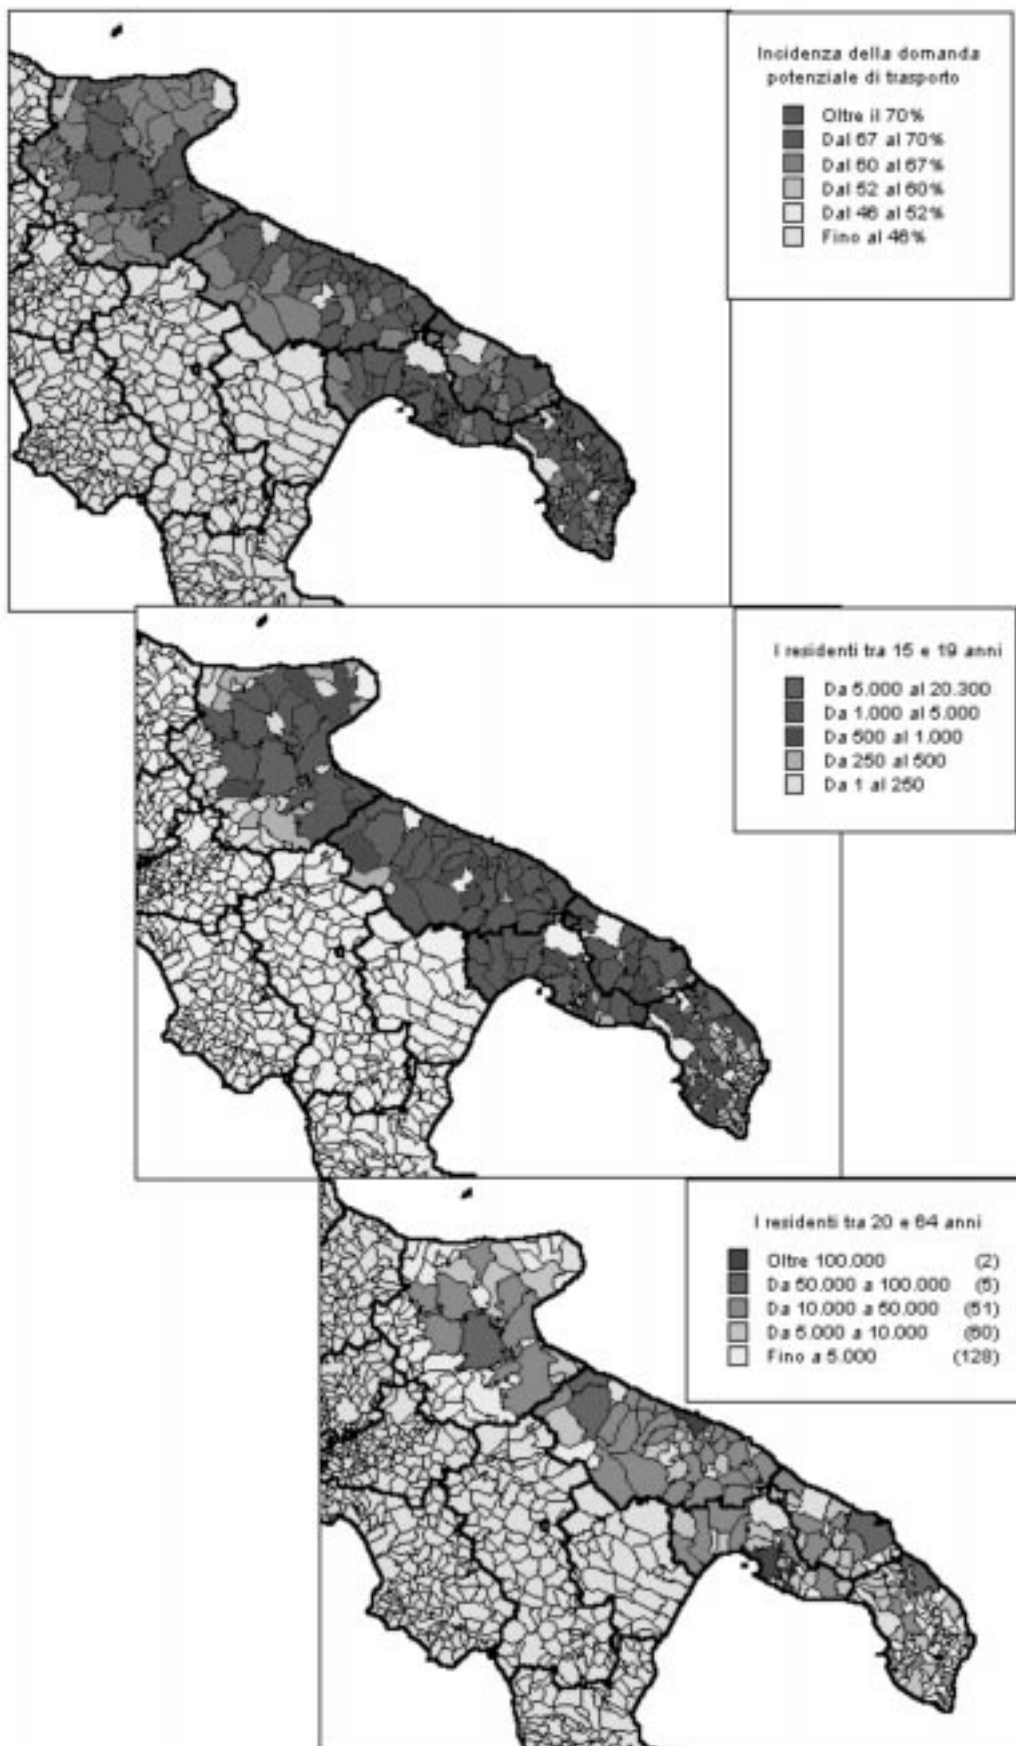 Incidenza della domanda
potenziale di trasporto
Oltre il 70%
Dal 67 al 70%
Dal 60 al 67%
Dal 52 al 60%
Dal 46 al 52%
Fino al 46%
I residenti tra 15 e 19 anni
Da 5.000 al 20.300
Da 1.000 al 5.000
Da 500 al 1.000
Da 250 al 500
Da 1 al 250
I residenti tra 20 e 64 anni
Oltre 100.000 (2)
Da 50.000 a 100.000 (5)
Da 10.000 a 50.000 (51)
Da 5.000 a 10.000 (60)
Fino a 5.000 (128)